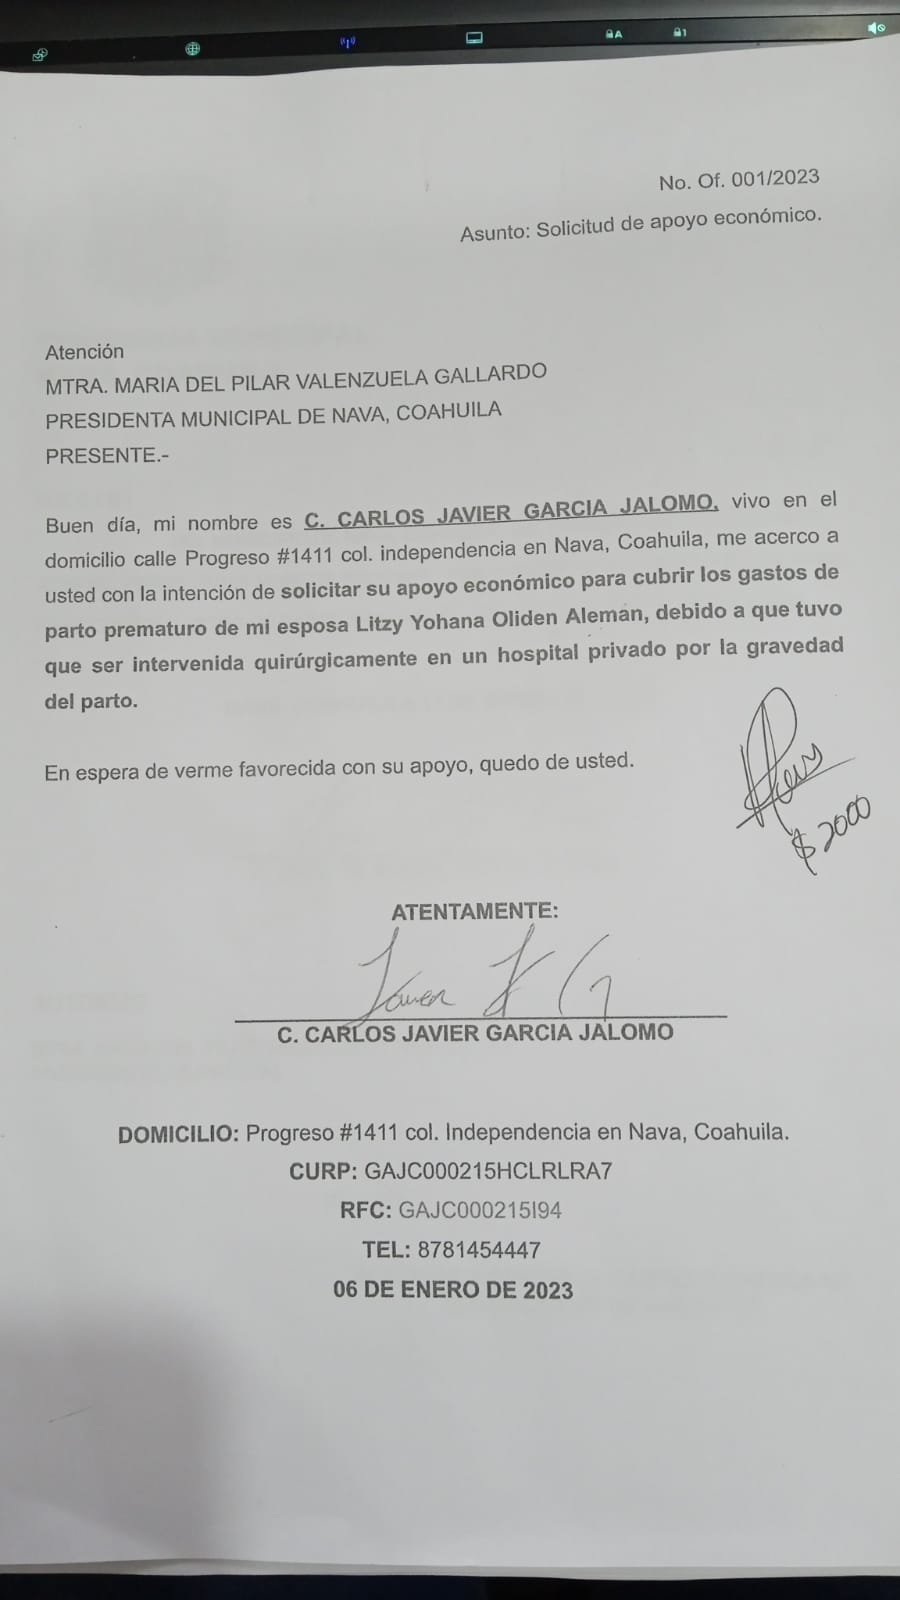 No. Of. 001/2023
Asunto: Solicitud de apoyo económico.
Atención
MTRA. MARIA DEL PILAR VALENZUELA GALLARDO
PRESIDENTA MUNICIPAL DE NAVA, COAHUILA
PRESENTE.-
Buen día, mi nombre es C. CARLOS JAVIER GARCIA JALOMO, vivo en el
domicilio calle Progreso #1411 col. independencia en Nava, Coahuila, me acerco a
usted con la intención de solicitar su apoyo económico para cubrir los gastos de
parto prematuro de mi esposa Litzy Yohana Oliden Aleman, debido a que tuvo
que ser intervenida quirúrgicamente en un hospital privado por la gravedad
del parto.
En espera de verme favorecida con su apoyo, quedo de usted.
$ 2000
ATENTAMENTE:
Javier
C. CARLOS JAVIER GARCIA JALOMO
DOMICILIO: Progreso #1411 col. Independencia en Nava, Coahuila.
CURP: GAJC000215HCLRLRA7
RFC: GAJC000215I94
TEL: 8781454447
06 DE ENERO DE 2023